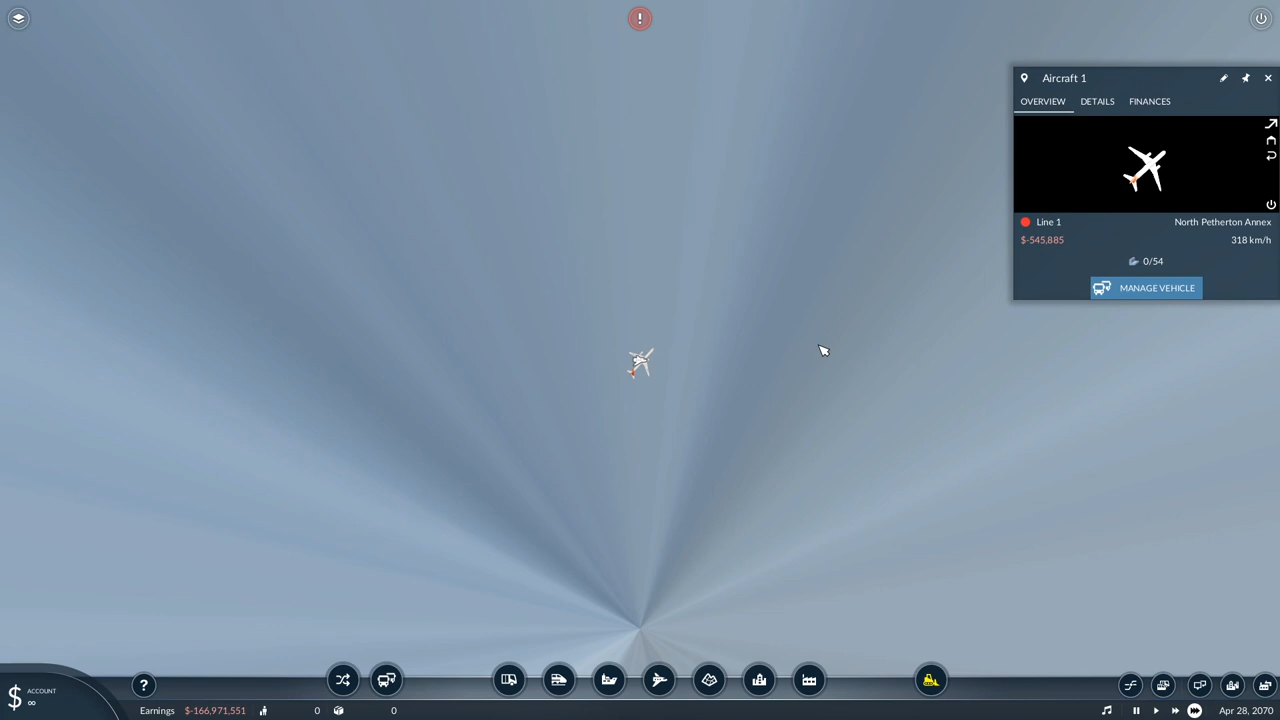 !
Aircraft 1
OVERVIEW DETAILS FINANCES
Line 1 North Petherton Annex
$-545,885 318 km/h
0/54
MANAGE VEHICLE
$ ACCOUNT
∞
?
Earnings $-166,971,551 0 0 Apr 28, 2070